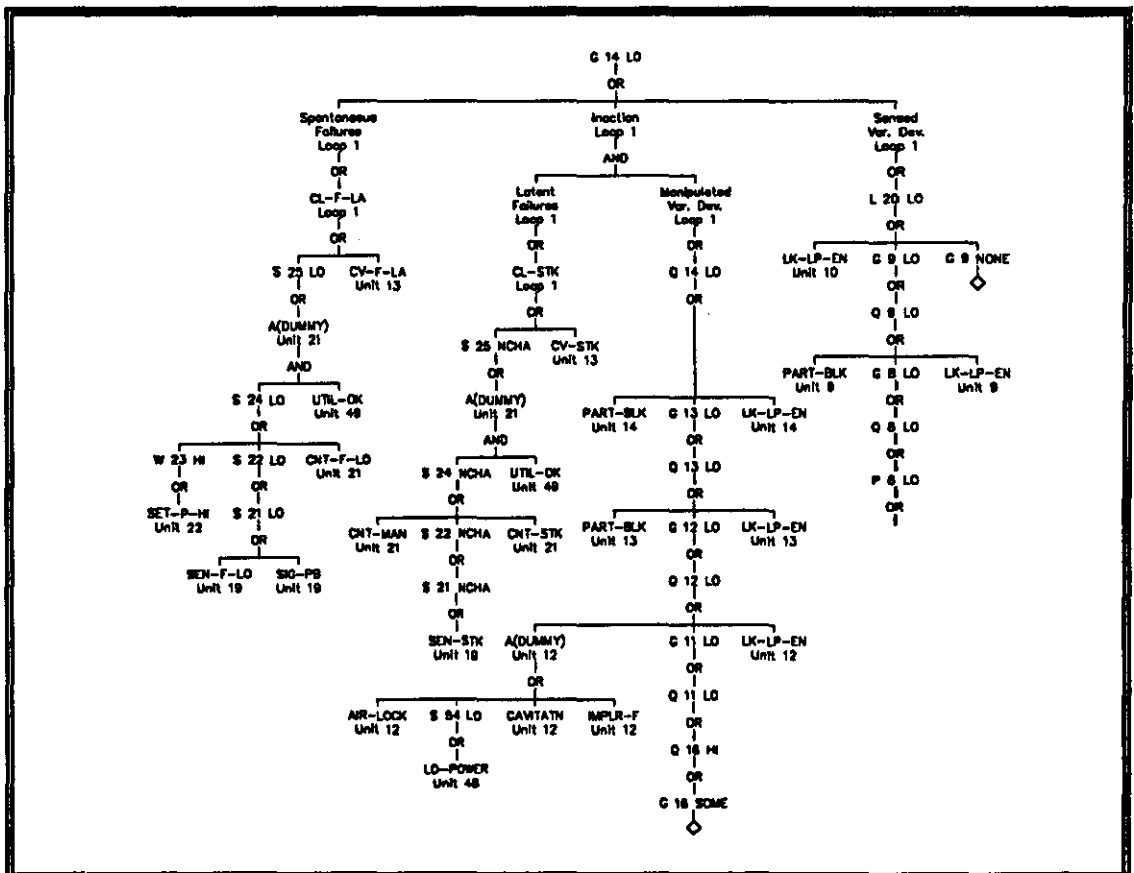 G 14 LO
OR
Spontaneous
Failures
Loop 1
Inaction
Loop 1
Sensed
Var. Dev.
Loop 1
OR
AND
OR
CL-F-LA
Loop 1
Latent
Failures
Loop 1
Manipulated
Var. Dev.
Loop 1
L 20 LO
OR
OR
OR
OR
S 25 LO
CV-F-LA
Unit 13
CL-STK
Loop 1
Q 14 LO
LK-LP-EN
Unit 10
G 9 LO
G 9 NONE
OR
OR
OR
OR
A(DUMMY)
Unit 21
Q 9 LO
AND
S 25 NCHA
CV-STK
Unit 13
OR
S 24 LO
UTIL-OK
Unit 49
OR
PART-BLK
Unit 9
G 8 LO
LK-LP-EN
Unit 9
OR
A(DUMMY)
Unit 21
PART-BLK
Unit 14
G 13 LO
LK-LP-EN
Unit 14
OR
W 23 HI
S 22 LO
CNT-F-LO
Unit 21
AND
OR
Q 8 LO
OR
OR
S 24 NCHA
UTIL-OK
Unit 49
Q 13 LO
OR
SET-P-HI
Unit 22
S 21 LO
OR
OR
P 8 LO
OR
CNT-MAN
Unit 21
S 22 NCHA
CNT-STK
Unit 21
PART-BLK
Unit 13
G 12 LO
LK-LP-EN
Unit 13
OR
SEN-F-LO
Unit 19
SIG-PB
Unit 19
OR
OR
S 21 NCHA
Q 12 LO
OR
OR
SEN-STK
Unit 19
A(DUMMY)
Unit 12
G 11 LO
LK-LP-EN
Unit 12
OR
OR
Q 11 LO
AIR-LOCK
Unit 12
S 54 LO
CAVITATN
Unit 12
IMPLR-F
Unit 12
OR
OR
Q 16 HI
LO-POWER
Unit 48
OR
G 16 SOME